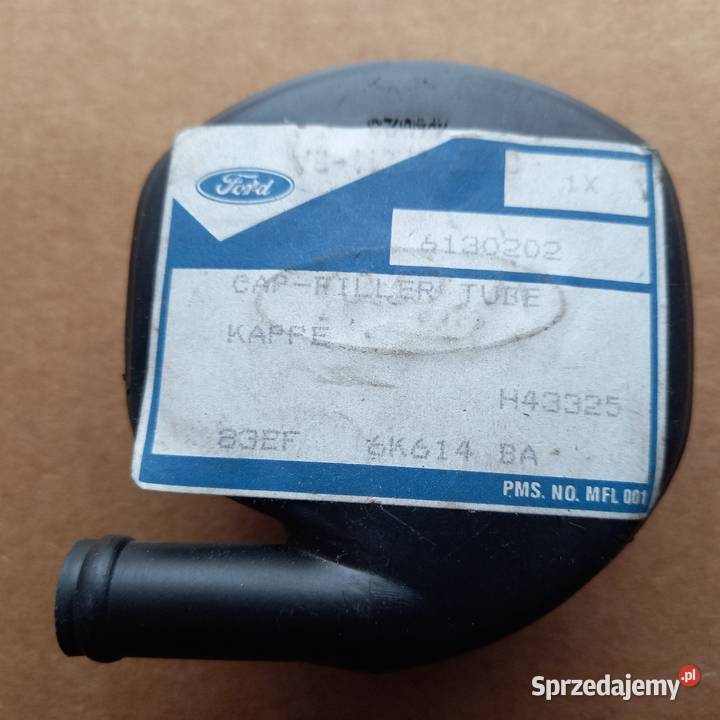 Ford
1X
6130202
CAP-FILLER TUBE
KAPPE
H43325
83EF 6K614 BA
PMS. NO. MFL 001
Sprzedajemy.pl